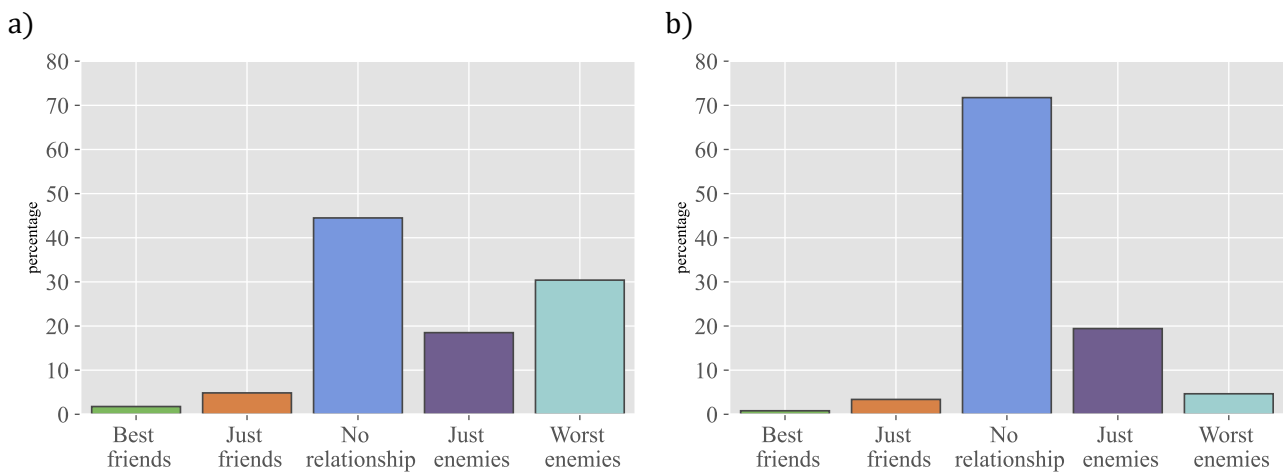 a)
80
70
60
50
40
30
20
10
0
percentage
Best friends
Just friends
No relationship
Just enemies
Worst enemies
b)
80
70
60
50
40
30
20
10
0
percentage
Best friends
Just friends
No relationship
Just enemies
Worst enemies